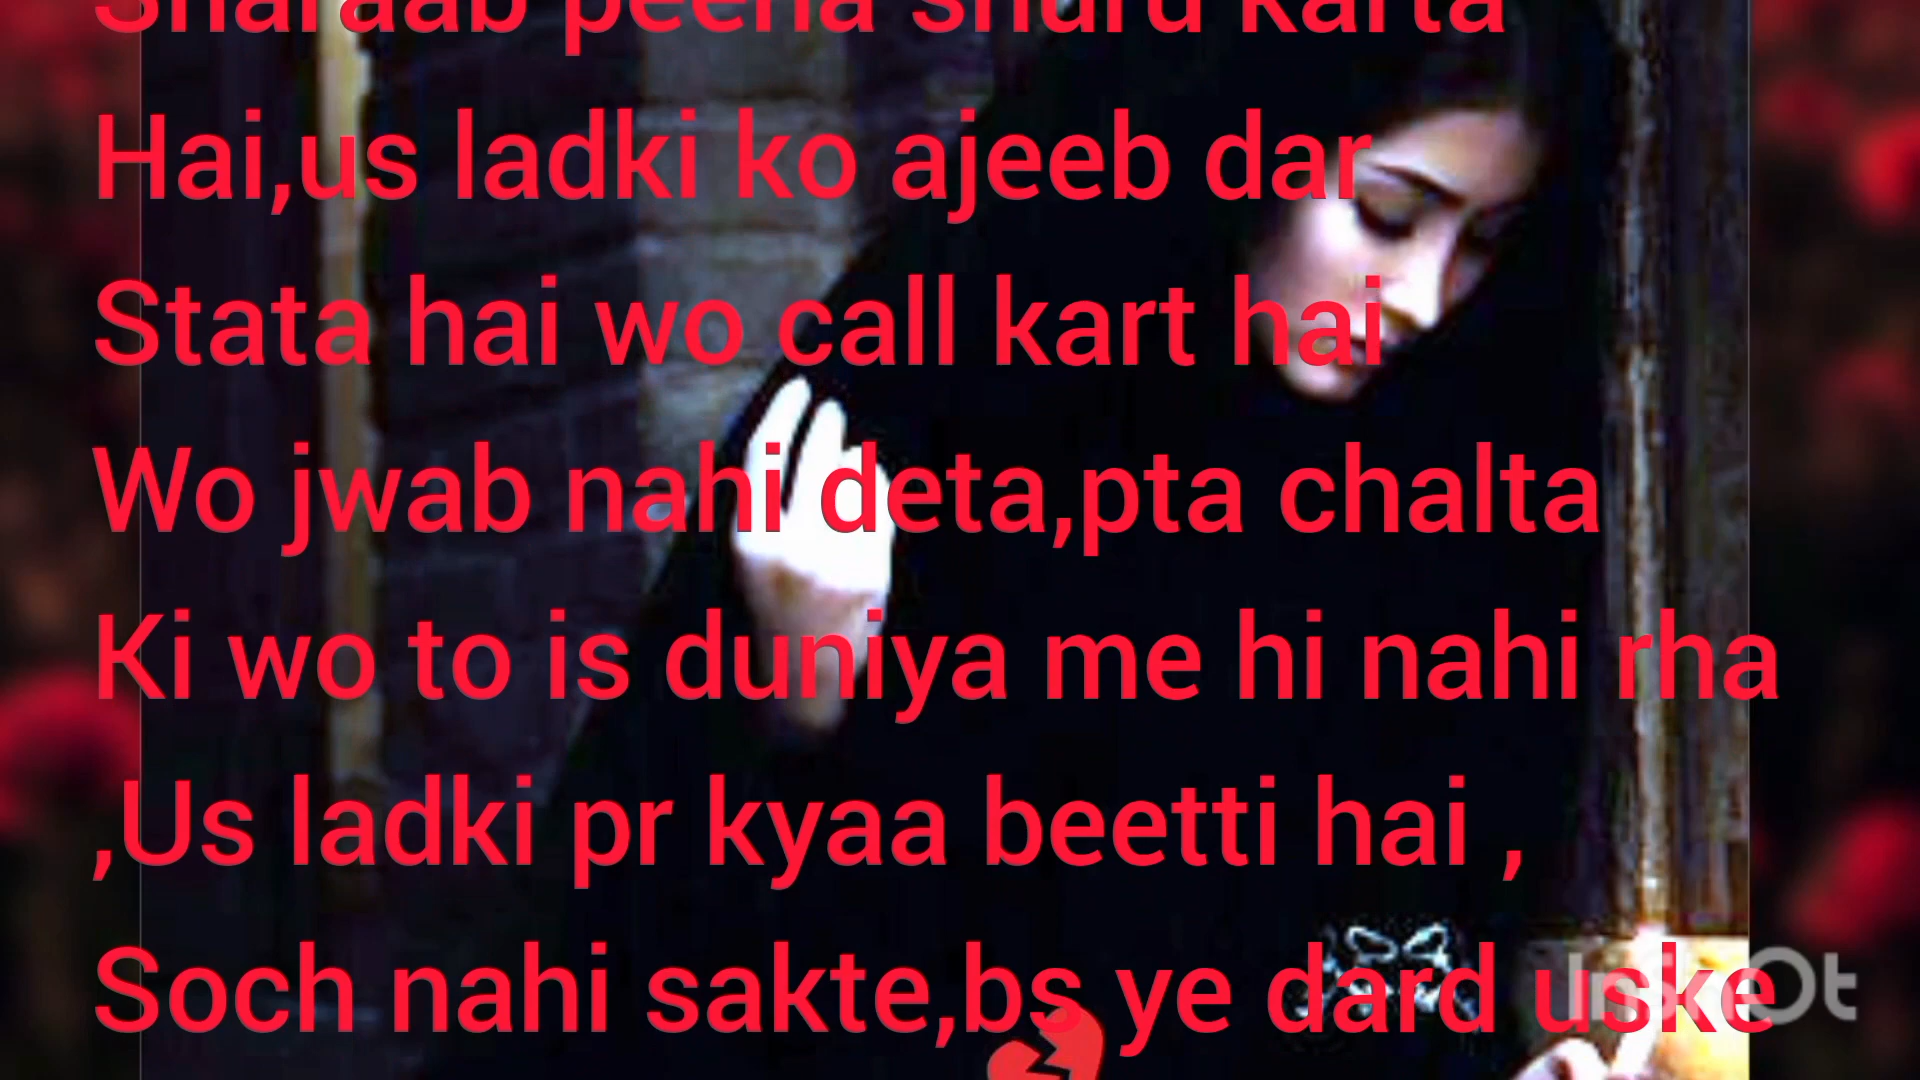 Sharaab peena shuru karta
Hai,us ladki ko ajeeb dar
Stata hai wo call kart hai
Wo jwab nahi deta,pta chalta
Ki wo to is duniya me hi nahi rha
,Us ladki pr kyaa beetti hai ,
Soch nahi sakte,bs ye dard uske
InShOt